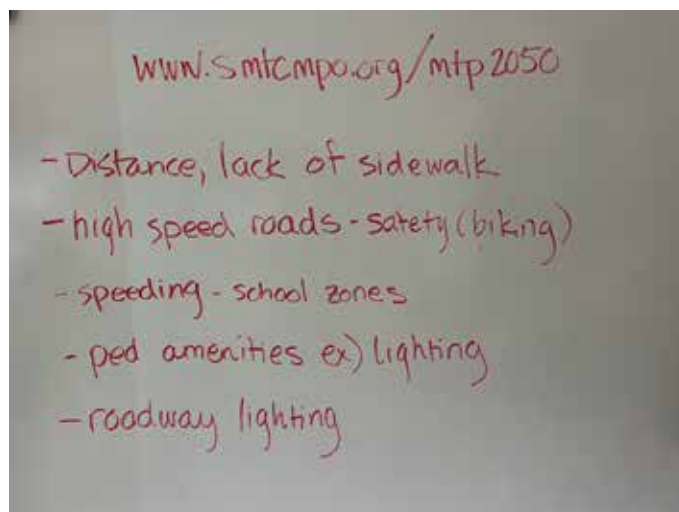 www.smtcmpo.org/mtp2050
- Distance, lack of sidewalk
- high speed roads - safety (biking)
- speeding - school zones
- ped amenities ex) lighting
- roadway lighting